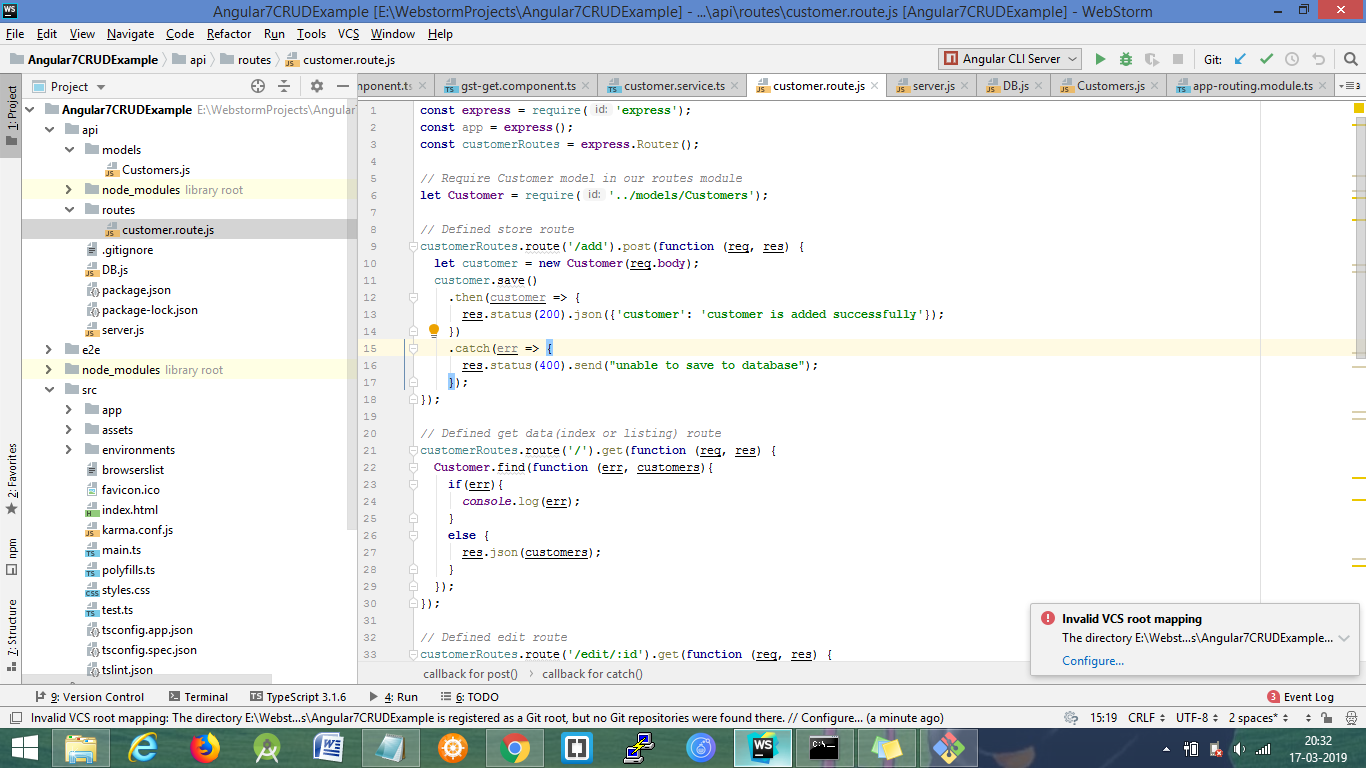 Angular7CRUDExample [E:\WebstormProjects\Angular7CRUDExample] - ...\api\routes\customer.route.js [Angular7CRUDExample] - WebStorm
File Edit View Navigate Code Refactor Run Tools VCS Window Help
Angular7CRUDExample api routes customer.route.js Angular CLI Server Git:
Project
mponent.ts gst-get.component.ts customer.service.ts customer.route.js server.js DB.js Customers.js app-routing.module.ts 3
1: Project
2: Favorites
npm
7: Structure
Angular7CRUDExample E:\WebstormProjects\Angular
api
models
Customers.js
node_modules library root
routes
customer.route.js
.gitignore
DB.js
package.json
package-lock.json
server.js
e2e
node_modules library root
src
app
assets
environments
browserslist
favicon.ico
index.html
karma.conf.js
main.ts
polyfills.ts
styles.css
test.ts
tsconfig.app.json
tsconfig.spec.json
tslint.json
1 const express = require( id: 'express');
2 const app = express();
3 const customerRoutes = express.Router();
4
5 // Require Customer model in our routes module
6 let Customer = require( id: '../models/Customers');
7
8 // Defined store route
9 customerRoutes.route('/add').post(function (req, res) {
10 let customer = new Customer(req.body);
11 customer.save()
12 .then(customer => {
13 res.status(200).json({'customer': 'customer is added successfully'});
14 })
15 .catch(err => {
16 res.status(400).send("unable to save to database");
17 });
18 });
19
20 // Defined get data(index or listing) route
21 customerRoutes.route('/').get(function (req, res) {
22 Customer.find(function (err, customers){
23 if(err){
24 console.log(err);
25 }
26 else {
27 res.json(customers);
28 }
29 });
30 });
31
32 // Defined edit route
33 customerRoutes.route('/edit/:id').get(function (req, res) {
callback for post() callback for catch()
Invalid VCS root mapping
The directory E:\Webst...s\Angular7CRUDExample...
Configure...
9: Version Control Terminal TypeScript 3.1.6 4: Run 6: TODO 3 Event Log
Invalid VCS root mapping: The directory E:\Webst...s\Angular7CRUDExample is registered as a Git root, but no Git repositories were found there. // Configure... (a minute ago) 15:19 CRLF UTF-8 2 spaces*
20:32
17-03-2019